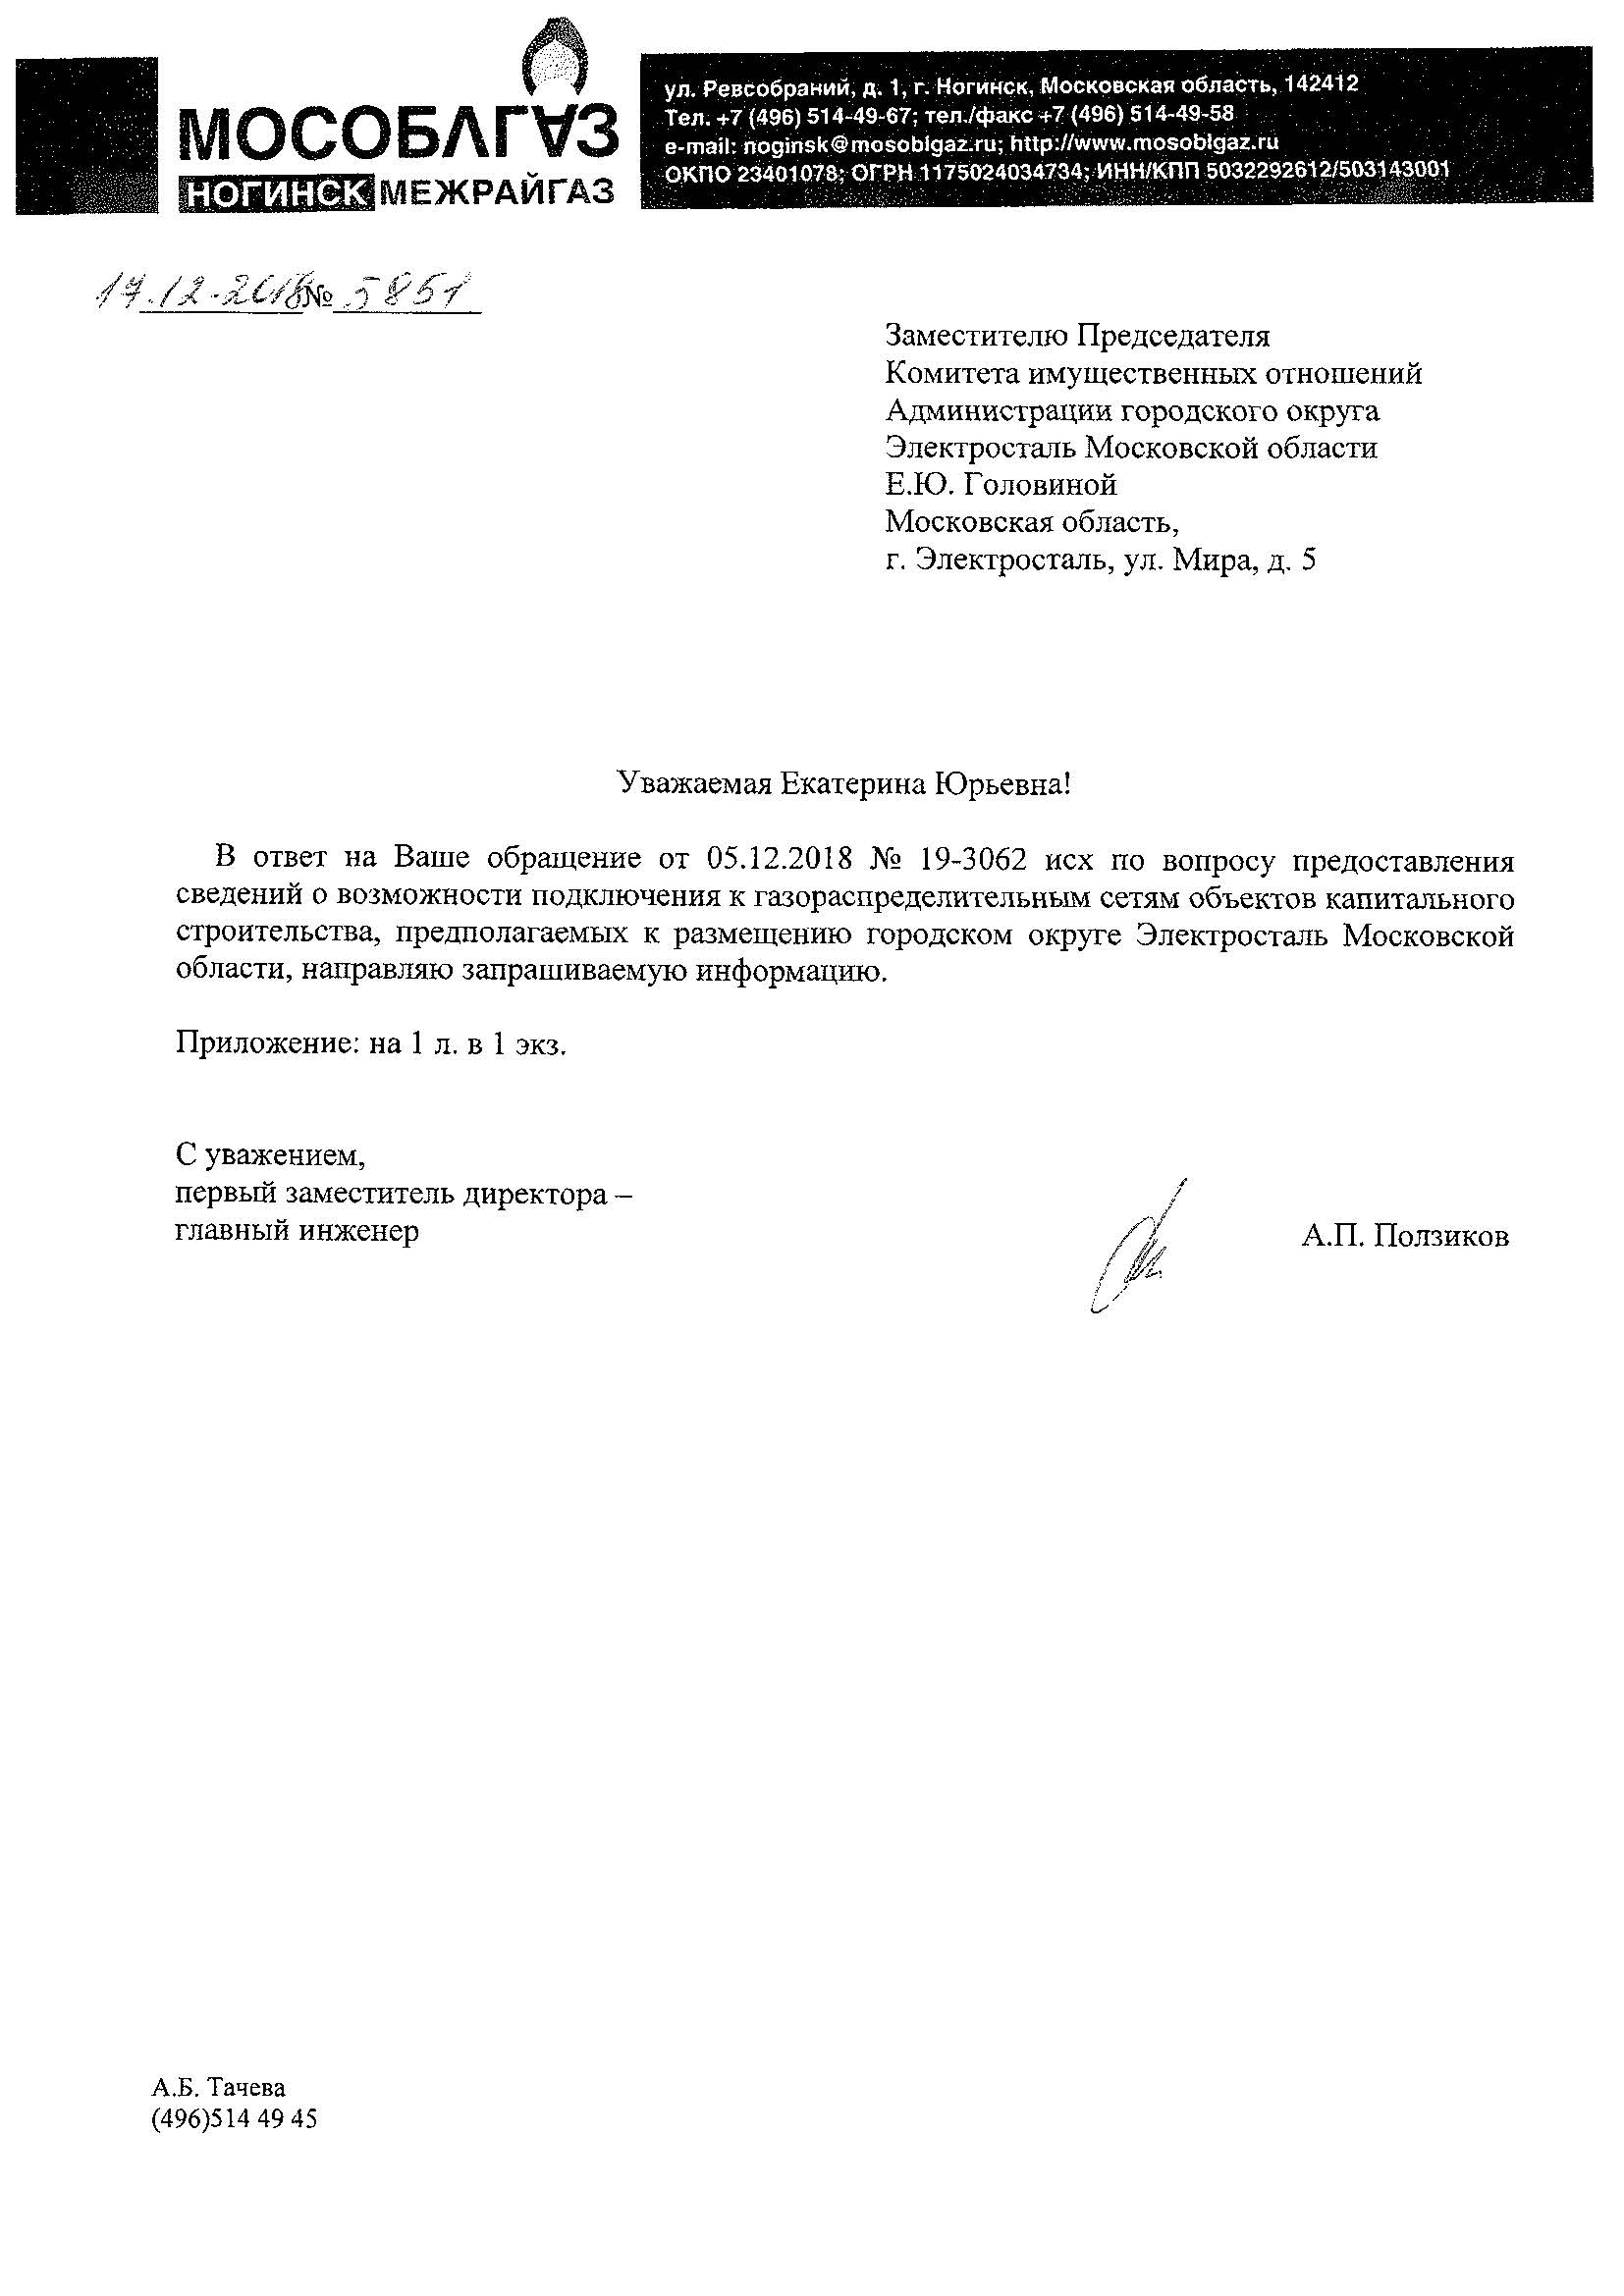 МОСОБЛГАЗ
НОГИНСКМЕЖРАЙГАЗ
ул. Ревсобраний, д. 1, г. Ногинск, Московская область, 142412
Тел. +7 (496) 514-49-67; тел./факс +7 (496) 514-49-58
e-mail: noginsk@mosoblgaz.ru; http://www.mosoblgaz.ru
ОКПО 23401078; ОГРН 1175024034734; ИНН/КПП 5032292612/503143001
17.12.2018 № 5851
Заместителю Председателя
Комитета имущественных отношений
Администрации городского округа
Электросталь Московской области
Е.Ю. Головиной
Московская область,
г. Электросталь, ул. Мира, д. 5
Уважаемая Екатерина Юрьевна!
В ответ на Ваше обращение от 05.12.2018 № 19-3062 исх по вопросу предоставления
сведений о возможности подключения к газораспределительным сетям объектов капитального
строительства, предполагаемых к размещению городском округе Электросталь Московской
области, направляю запрашиваемую информацию.
Приложение: на 1 л. в 1 экз.
С уважением,
первый заместитель директора –
главный инженер
А.П. Ползиков
А.Б. Тачева
(496)514 49 45